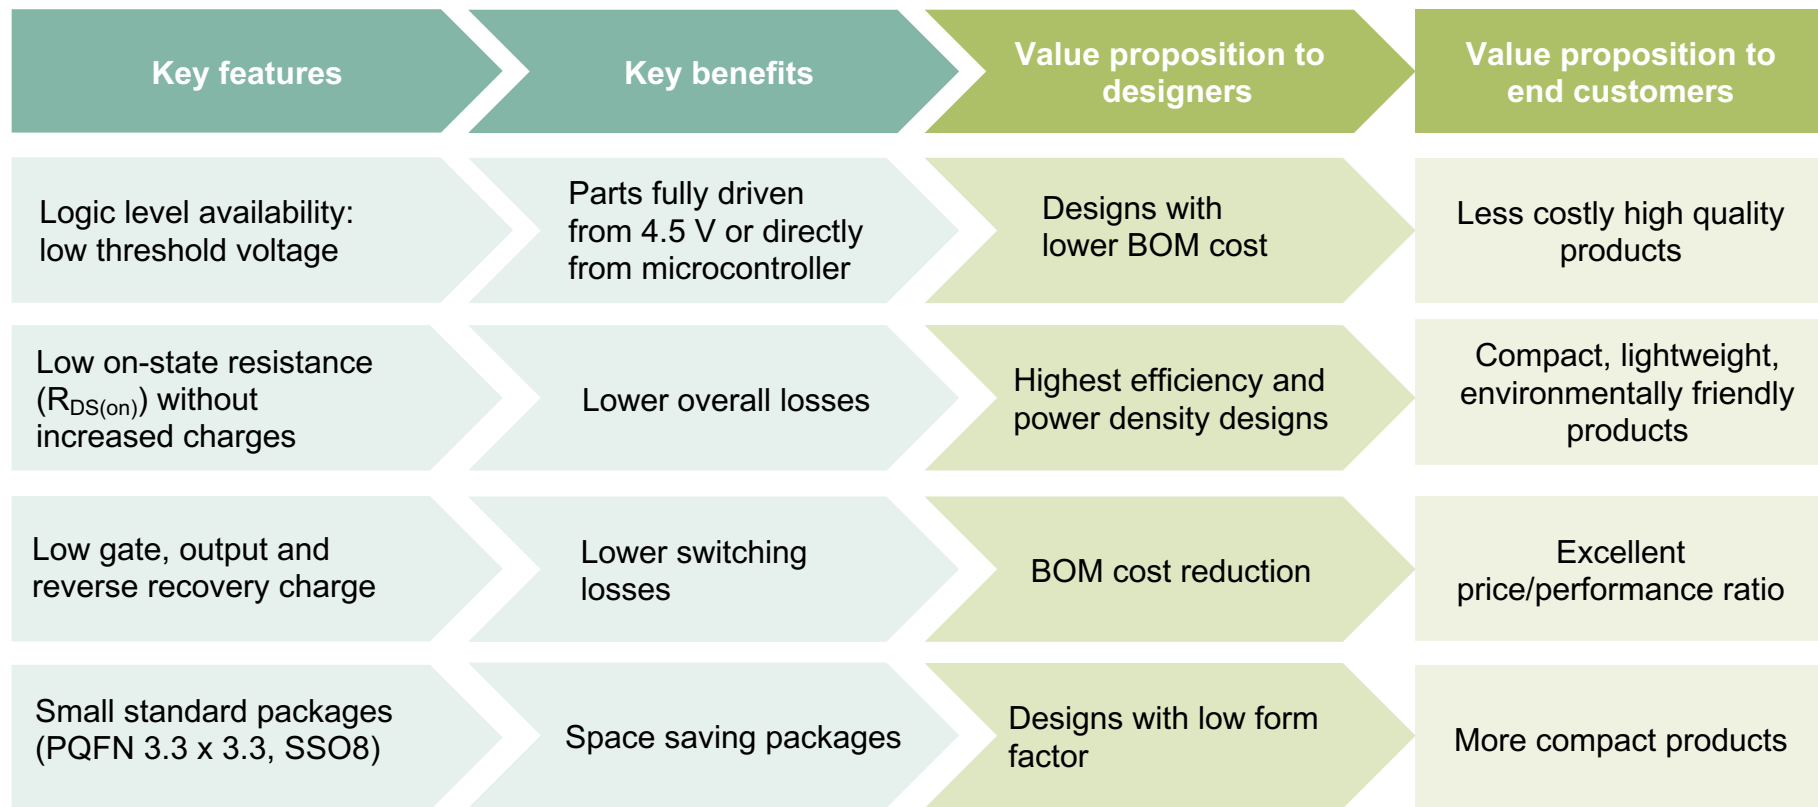 Key features
Key benefits
Value proposition to
designers
Value proposition to
end customers
Logic level availability:
low threshold voltage
Parts fully driven
from 4.5 V or directly
from microcontroller
Designs with
lower BOM cost
Less costly high quality
products
Low on-state resistance
(RDS(on)) without
increased charges
Lower overall losses
Highest efficiency and
power density designs
Compact, lightweight,
environmentally friendly
products
Low gate, output and
reverse recovery charge
Lower switching
losses
BOM cost reduction
Excellent
price/performance ratio
Small standard packages
(PQFN 3.3 x 3.3, SSO8)
Space saving packages
Designs with low form
factor
More compact products